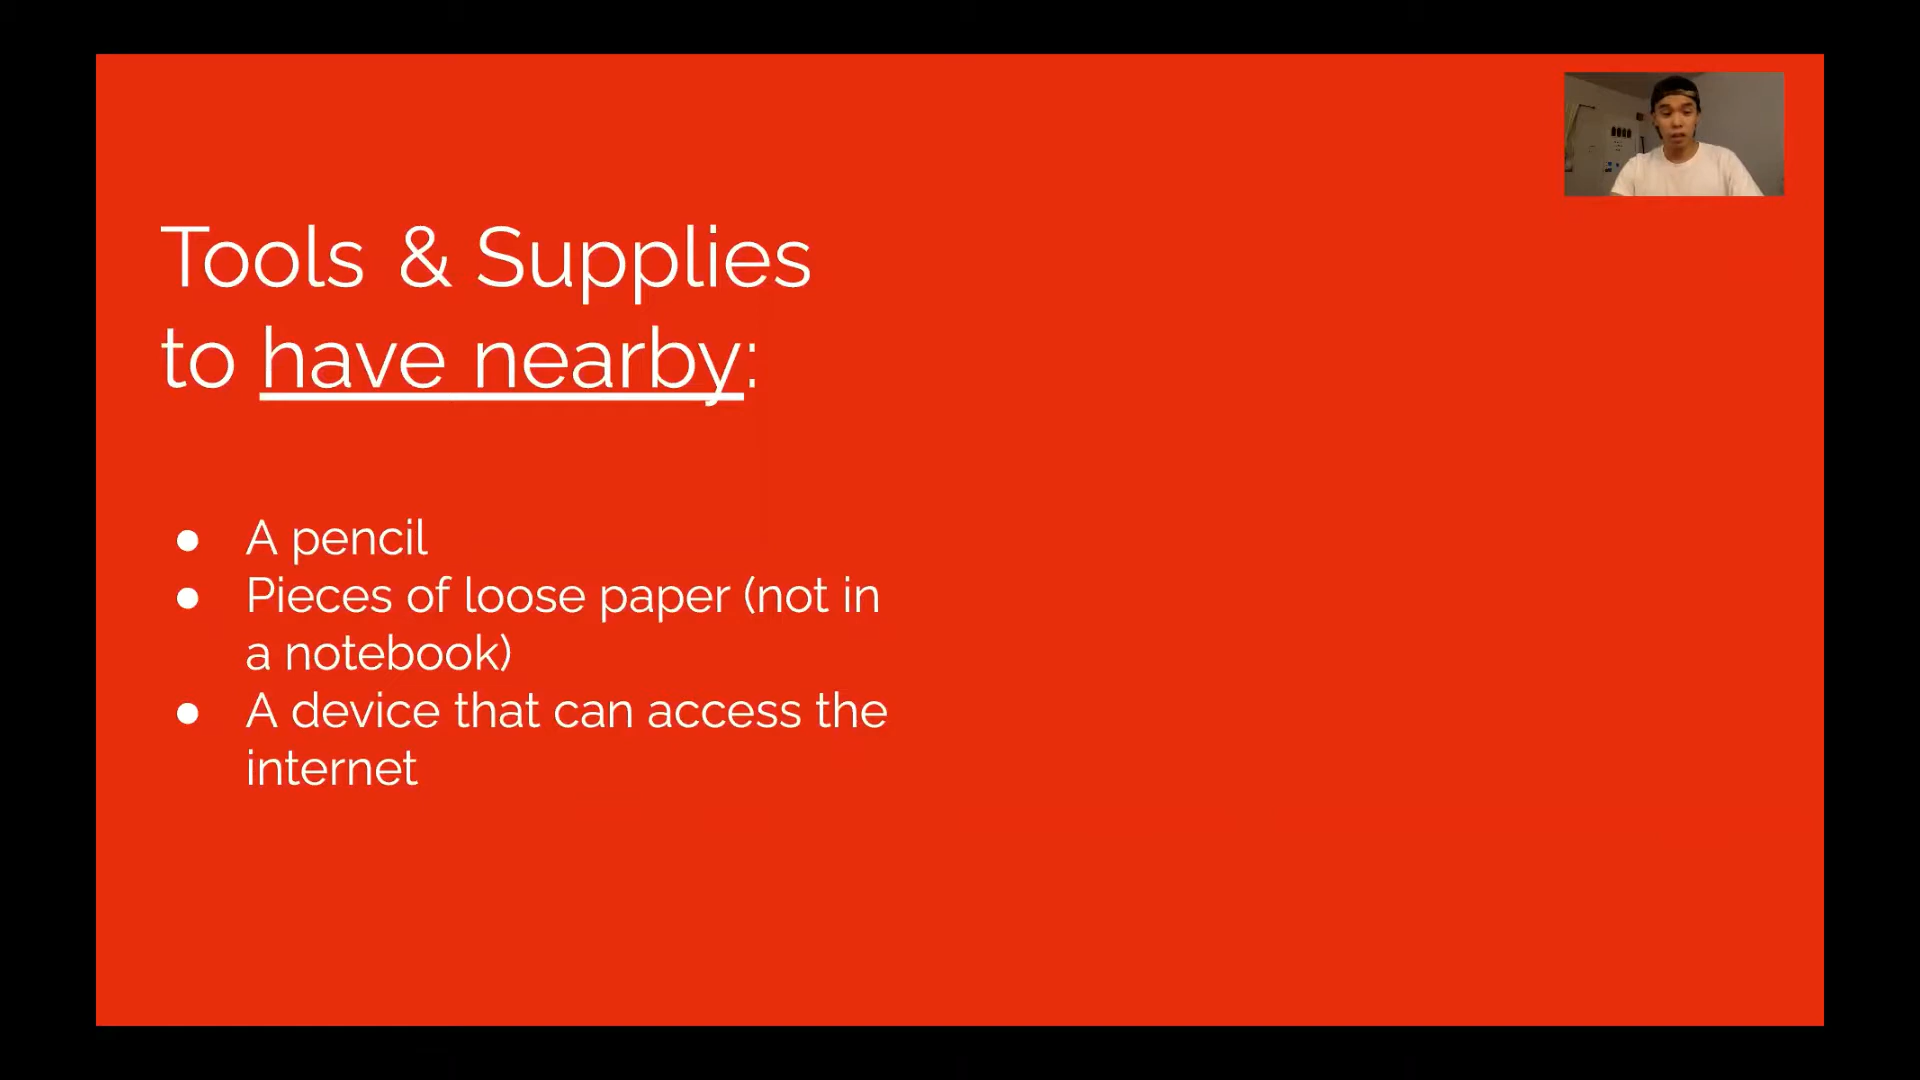 Tools & Supplies
to have nearby:
● A pencil
● Pieces of loose paper (not in
a notebook)
● A device that can access the
internet